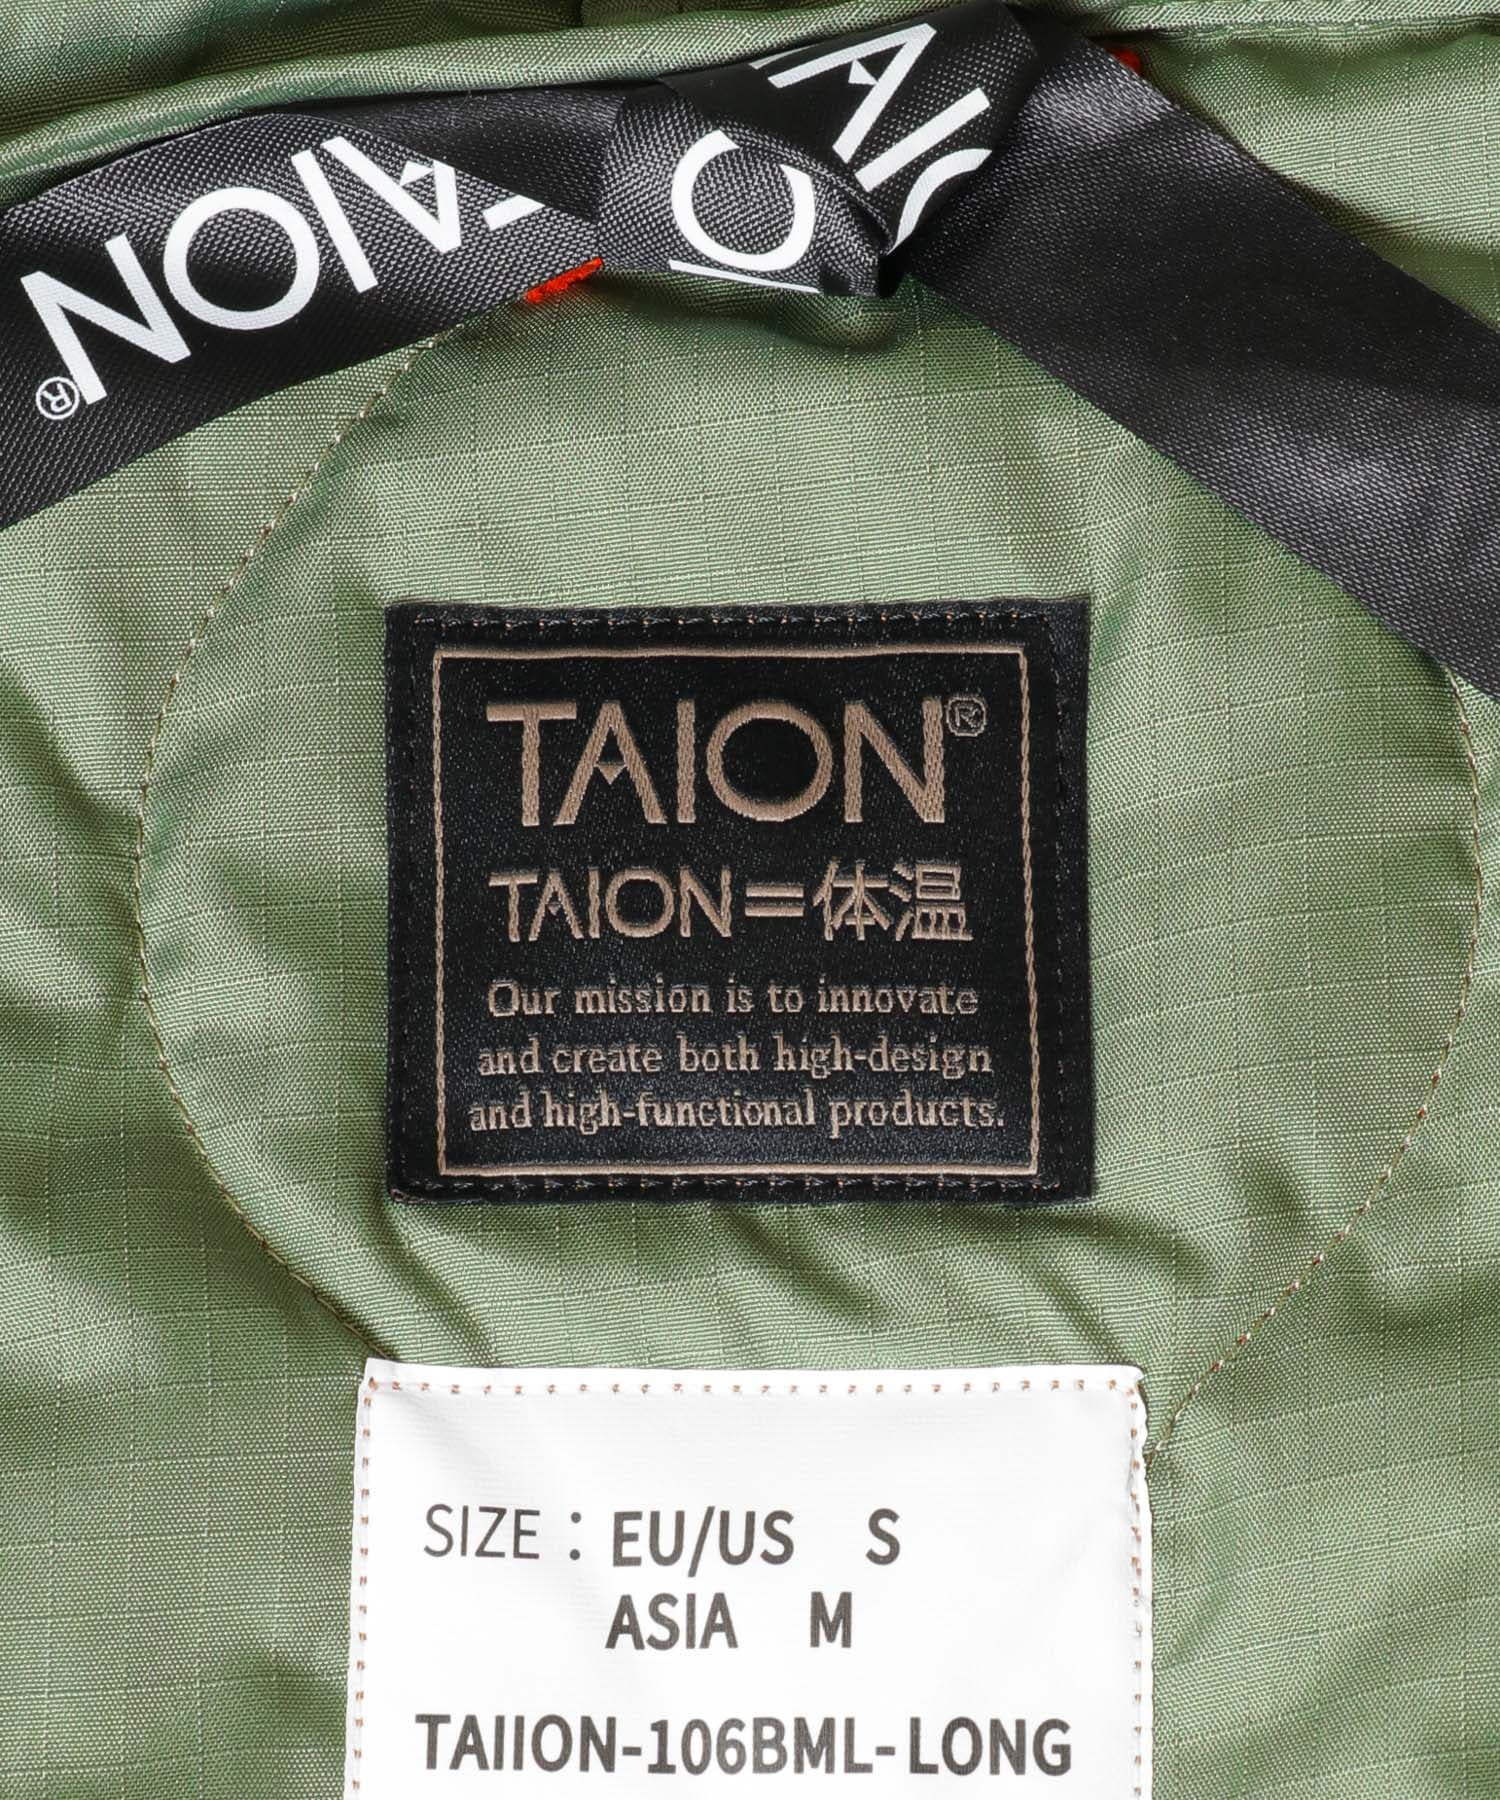 TAION®
TAIO
TAION®
TAION=体温
Our mission is to innovate
and create both high-design
and high-functional products.
SIZE : EU/US S
ASIA M
TAIION-106BML-LONG